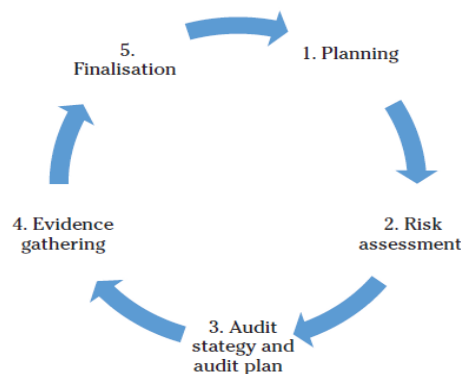 1. Planning
2. Risk
assessment
3. Audit
stategy and
audit plan
4. Evidence
gathering
5.
Finalisation